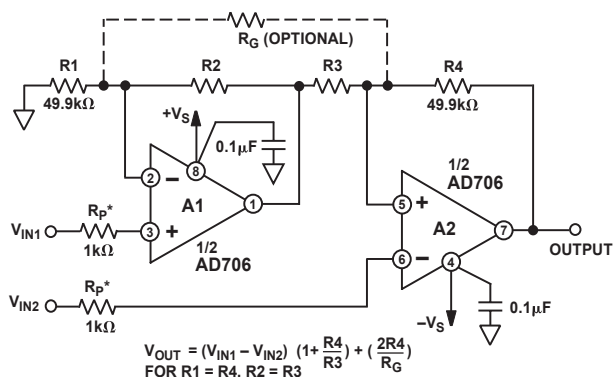 R_G (OPTIONAL)
R1
49.9kΩ
R2
R3
R4
49.9kΩ
+V_S
0.1µF
8
2
−
A1
1
3
+
1/2
AD706
V_IN1
R_P*
1kΩ
1/2
AD706
5
+
A2
7
6
−
4
OUTPUT
V_IN2
R_P*
1kΩ
−V_S
0.1µF
V_OUT = (V_IN1 – V_IN2) (1+ R4/R3) + (2R4/R_G)
FOR R1 = R4, R2 = R3